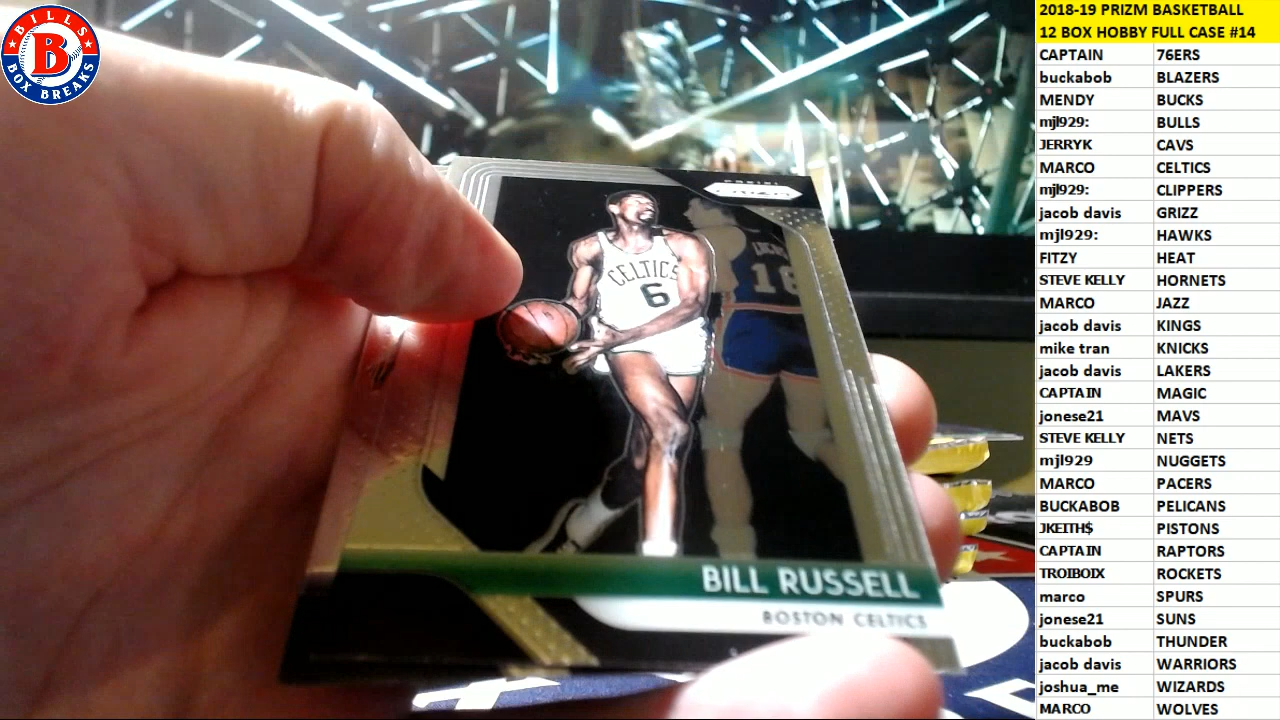 BILL'S
B
BOX BREAKS
PANINI
PRIZM
CELTICS
6
16
BILL RUSSELL
BOSTON CELTICS
2018-19 PRIZM BASKETBALL
12 BOX HOBBY FULL CASE #14
CAPTAIN 76ERS
buckabob BLAZERS
MENDY BUCKS
mjl929: BULLS
JERRYK CAVS
MARCO CELTICS
mjl929: CLIPPERS
jacob davis GRIZZ
mjl929: HAWKS
FITZY HEAT
STEVE KELLY HORNETS
MARCO JAZZ
jacob davis KINGS
mike tran KNICKS
jacob davis LAKERS
CAPTAIN MAGIC
jonese21 MAVS
STEVE KELLY NETS
mjl929 NUGGETS
MARCO PACERS
BUCKABOB PELICANS
JKEITH$ PISTONS
CAPTAIN RAPTORS
TROIBOIX ROCKETS
marco SPURS
jonese21 SUNS
buckabob THUNDER
jacob davis WARRIORS
joshua_me WIZARDS
MARCO WOLVES